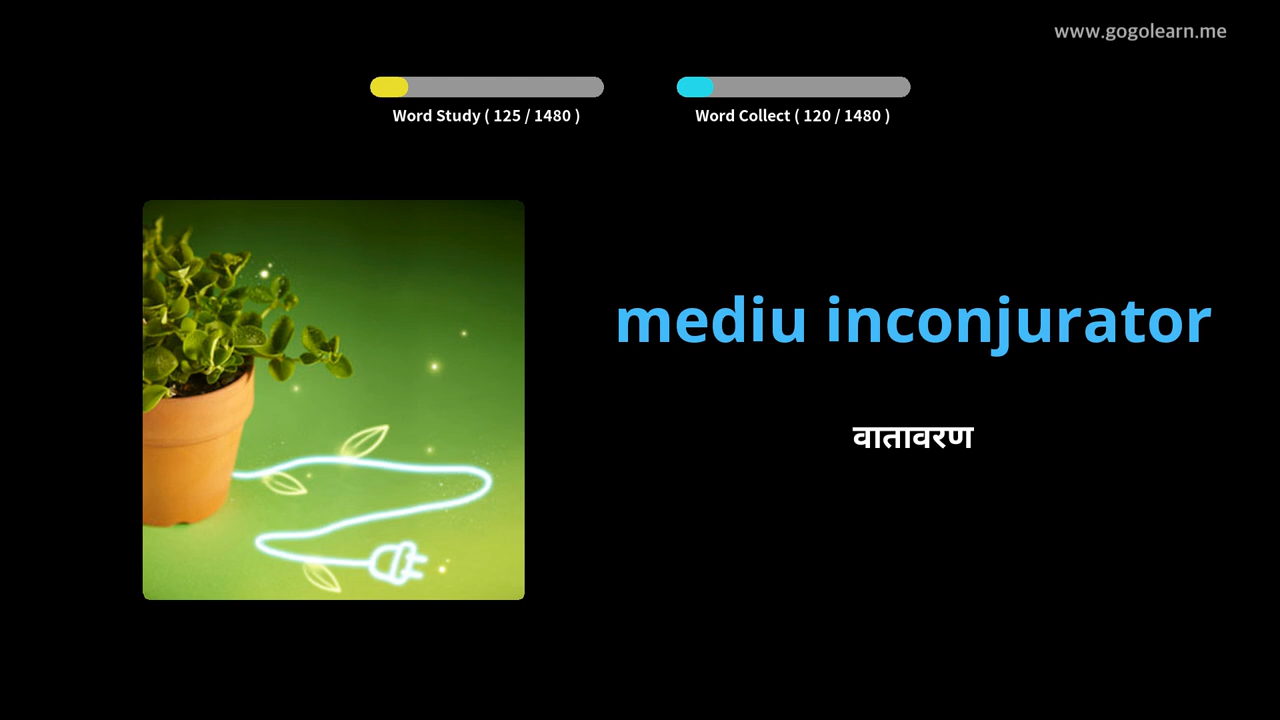 www.gogolearn.me
Word Study ( 125 / 1480 )
Word Collect ( 120 / 1480 )
mediu inconjurator
वातावरण